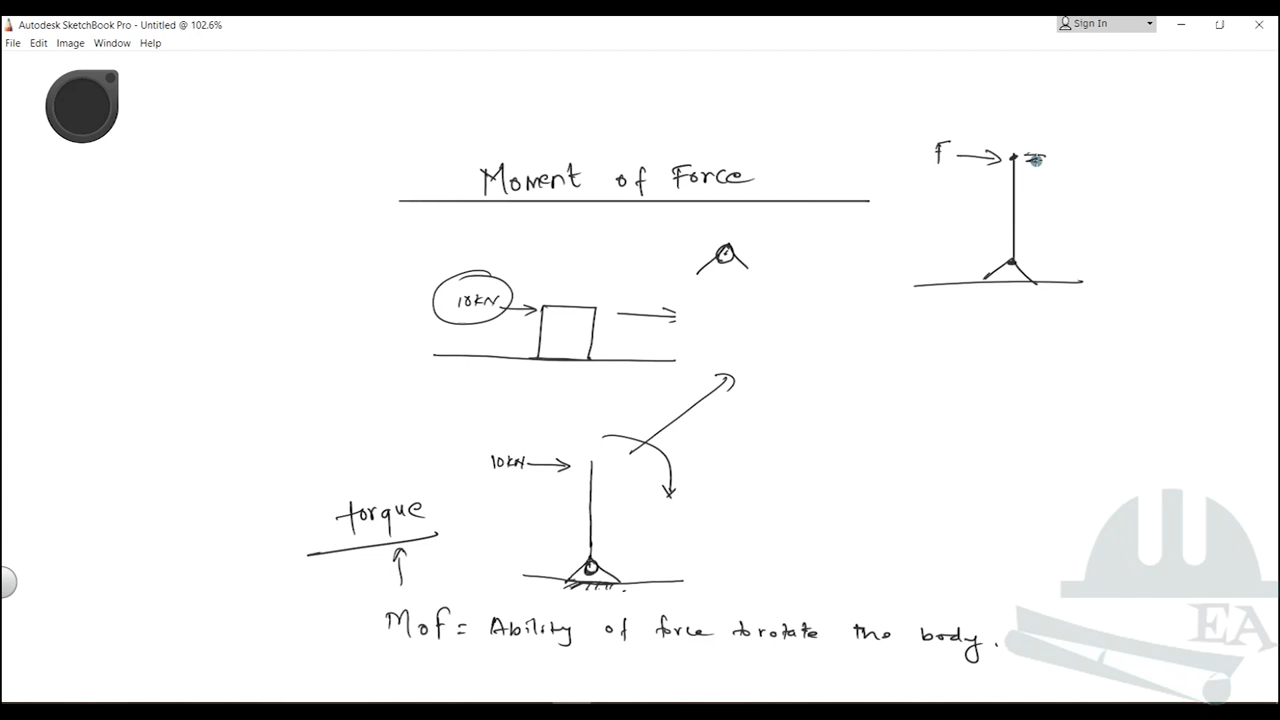 Autodesk SketchBook Pro - Untitled @ 102.6%
Sign In
File Edit Image Window Help
F
Moment of Force
10KN
10KN
torque
Mof = Ability of force to rotate the body.
EA